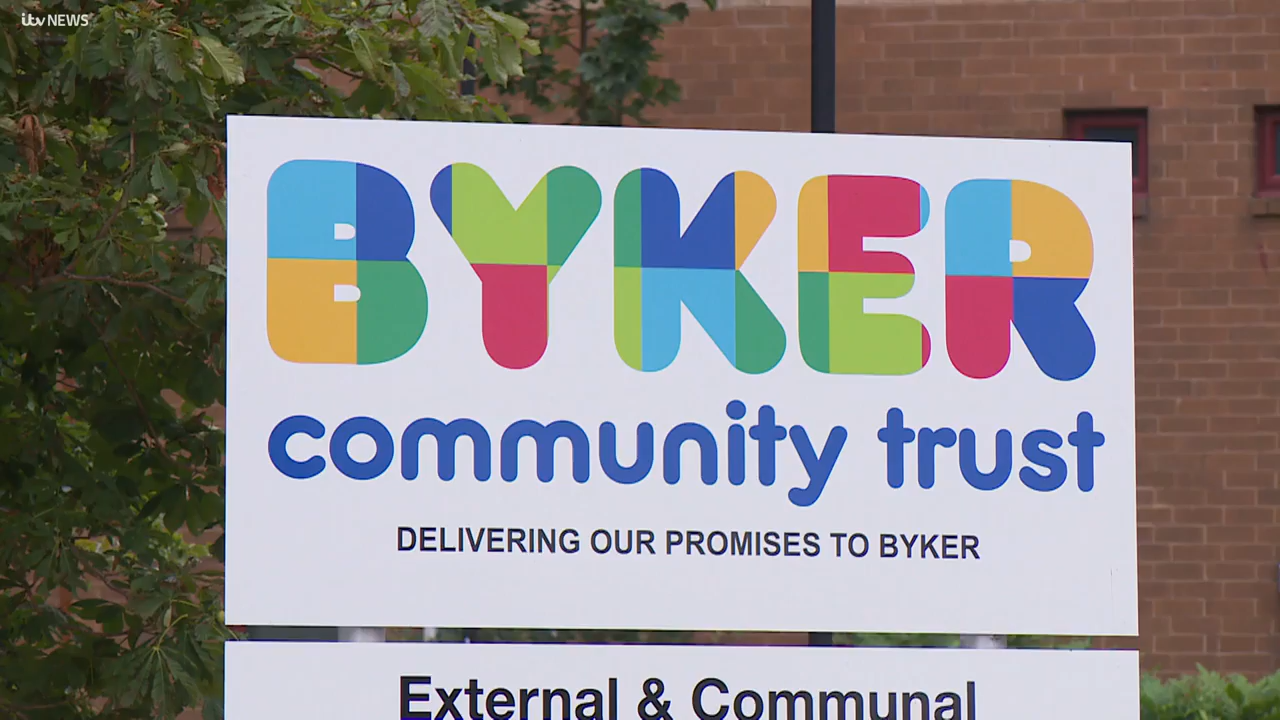 itv NEWS
BYKER
community trust
DELIVERING OUR PROMISES TO BYKER
External & Communal